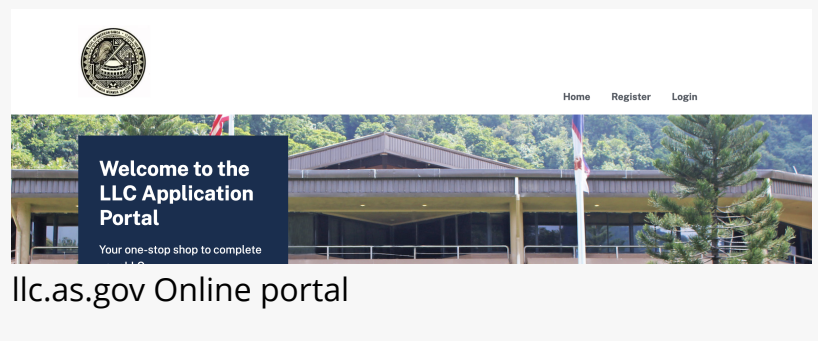 Home Register Login
Welcome to the
LLC Application
Portal
Your one-stop shop to complete
llc.as.gov Online portal